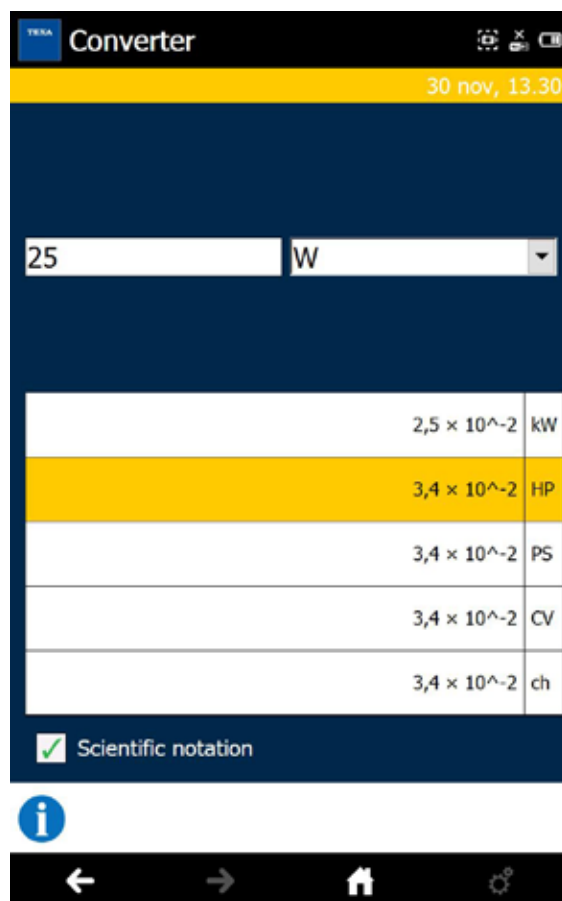 TEXA Converter
30 nov, 13.30
25 W
2,5 × 10^-2 kW
3,4 × 10^-2 HP
3,4 × 10^-2 PS
3,4 × 10^-2 CV
3,4 × 10^-2 ch
Scientific notation
i